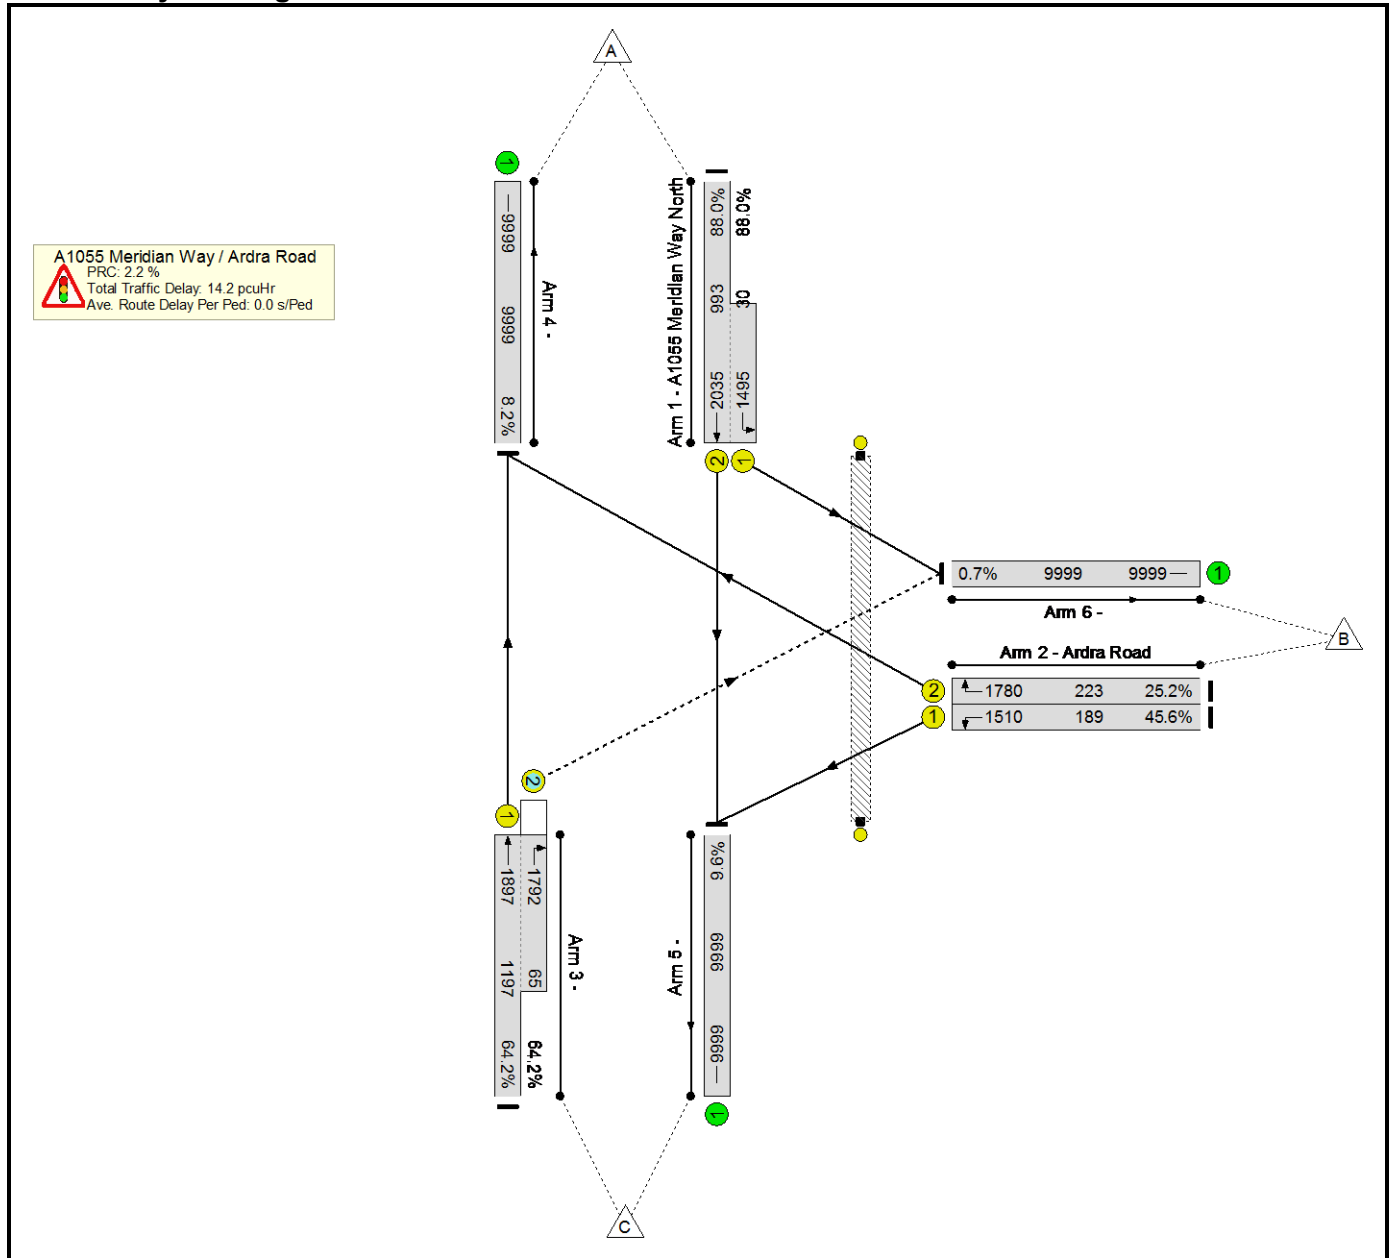 A
A1055 Meridian Way / Ardra Road
PRC: 2.2 %
Total Traffic Delay: 14.2 pcuHr
Ave. Route Delay Per Ped: 0.0 s/Ped
1
9999 9999 8.2%
Arm 4 -
Arm 1 - A1055 Meridian Way North
2035 993 88.0%
1495 30 88.0%
2
1
0.7% 9999 9999
1
Arm 6 -
B
Arm 2 - Ardra Road
2
1780 223 25.2%
1
1510 189 45.6%
2
1
1897 1197 64.2%
1792 65 64.2%
Arm 3 -
Arm 5 -
9999 9999 9.6%
1
C